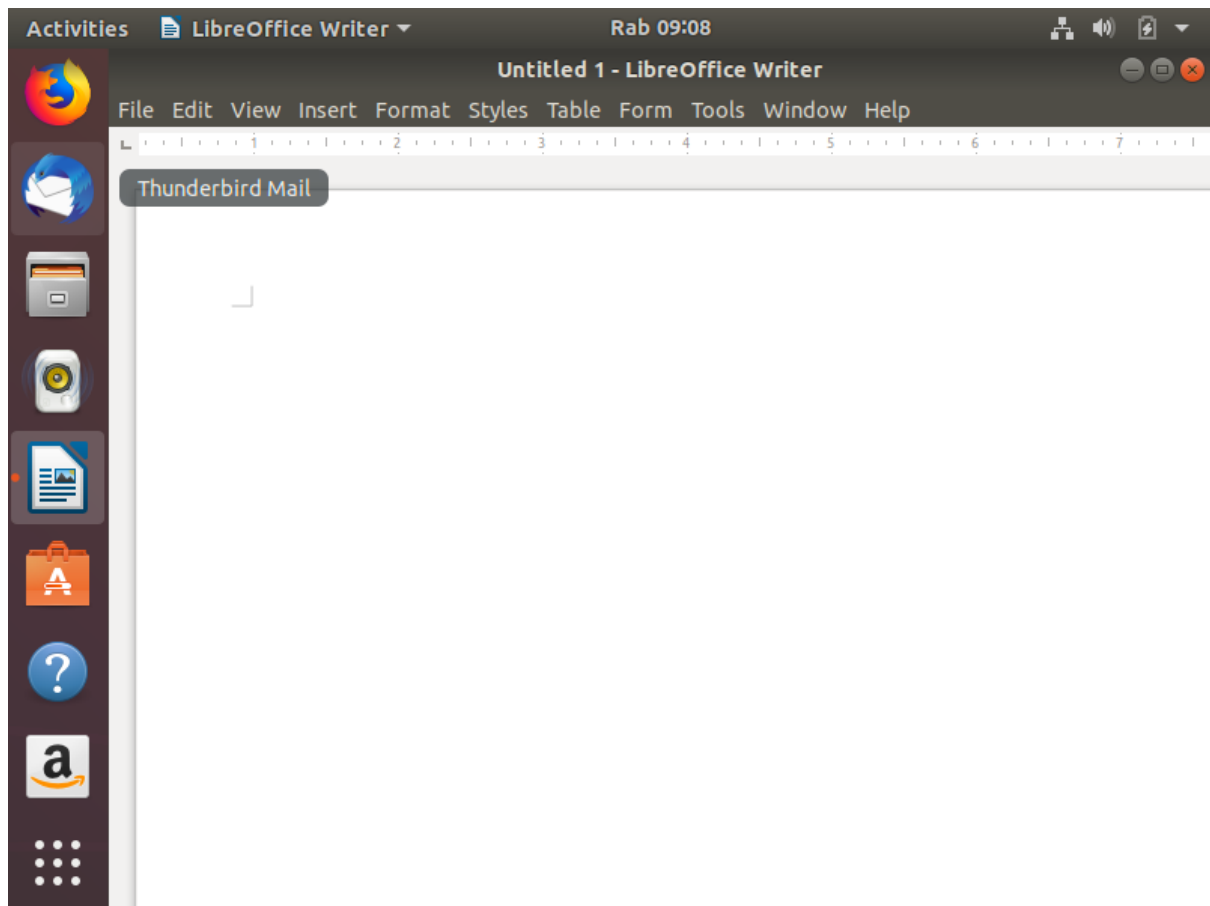 Activities LibreOffice Writer Rab 09:08
Untitled 1 - LibreOffice Writer
File Edit View Insert Format Styles Table Form Tools Window Help
1 2 3 4 5 6 7
Thunderbird Mail
A
?
a